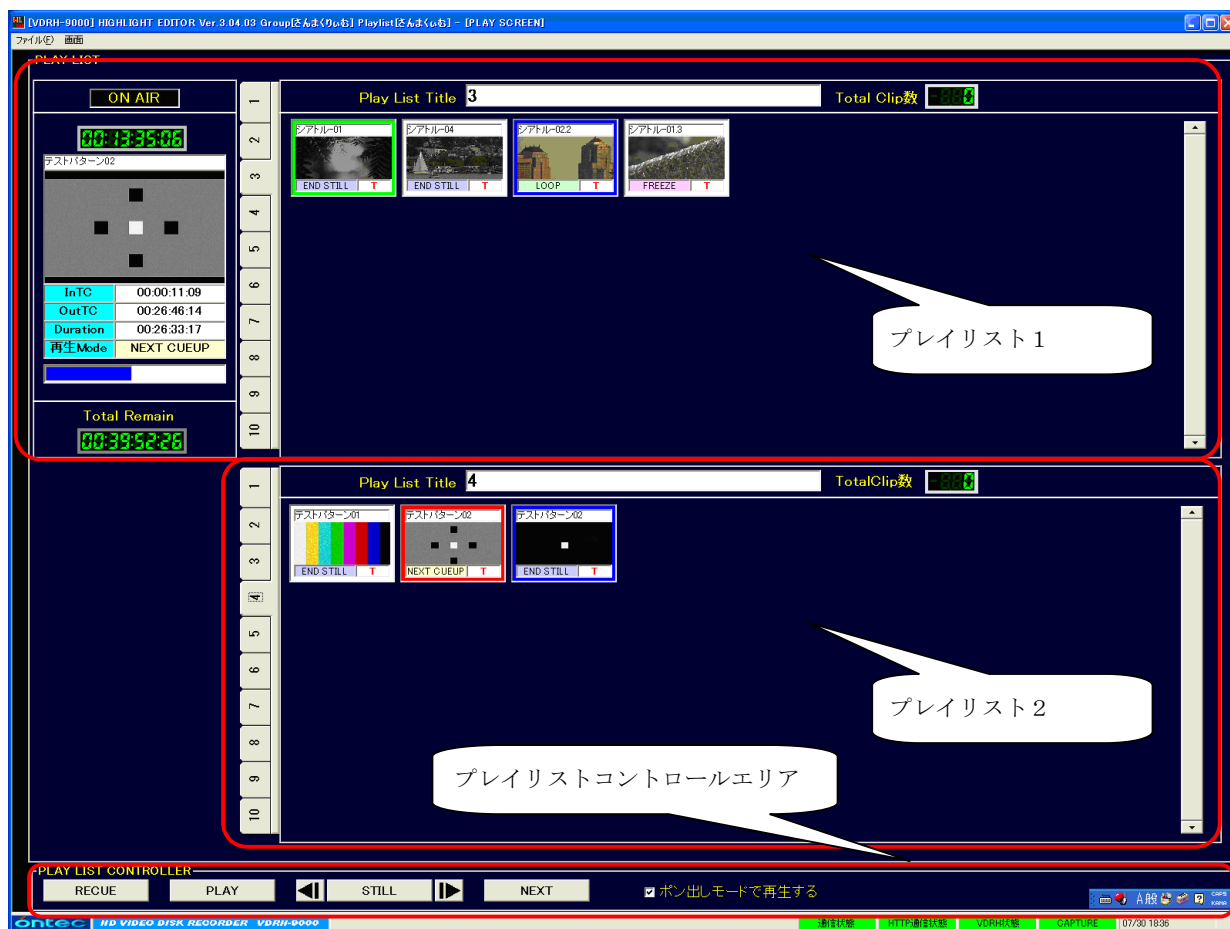 [VDRH-9000] HIGHLIGHT EDITOR Ver.3.04.03 Group[さんまくりゅむ] Playlist[さんまくゅむ] - [PLAY SCREEN]
ファイル(F) 画面
PLAY LIST
ON AIR
00:13:35:06
テストパターン02
InTC 00:00:11:09
OutTC 00:26:46:14
Duration 00:26:33:17
再生Mode NEXT CUEUP
Total Remain
00:39:52:26
1
2
3
4
5
6
7
8
9
10
Play List Title 3 Total Clip数 0
シアトル-01 シアトル-04 シアトル-02.2 シアトル-01.3
END STILL T END STILL T LOOP T FREEZE T
プレイリスト１
1
2
3
4
5
6
7
8
9
10
Play List Title 4 TotalClip数 0
テストパターン01 テストパターン02 テストパターン02
END STILL T NEXT CUEUP T END STILL T
プレイリスト２
プレイリストコントロールエリア
PLAY LIST CONTROLLER
RECUE PLAY STILL NEXT ポン出しモードで再生する
A 般 CAPS KANA
ontec HD VIDEO DISK RECORDER VDRH-9000 通信状態 HTTP通信状態 VDRH状態 CAPTURE 07/30 18:36